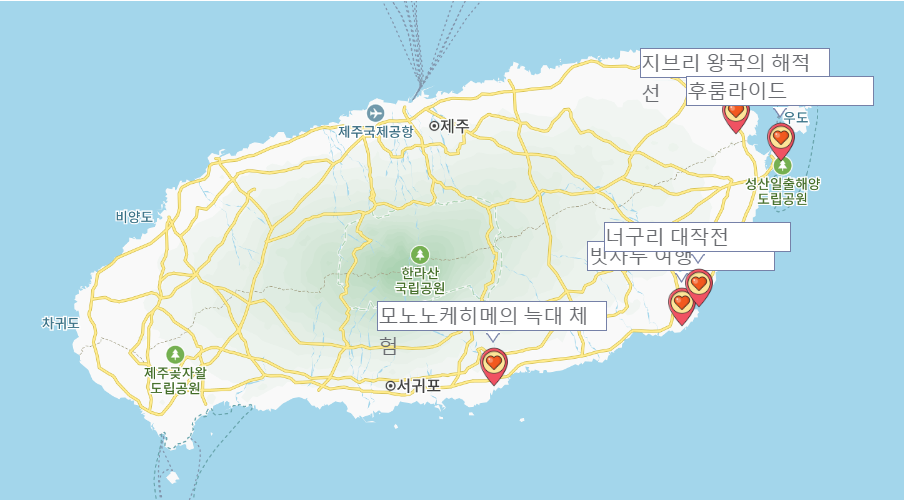 지브리 왕국의 해적
선
후룸라이드
우도
제주국제공항
제주
성산일출해양
도립공원
비양도
너구리 대작전
빗자루 여행
한라산
국립공원
모노노케히메의 늑대 체
험
차귀도
제주곶자왈
도립공원
서귀포